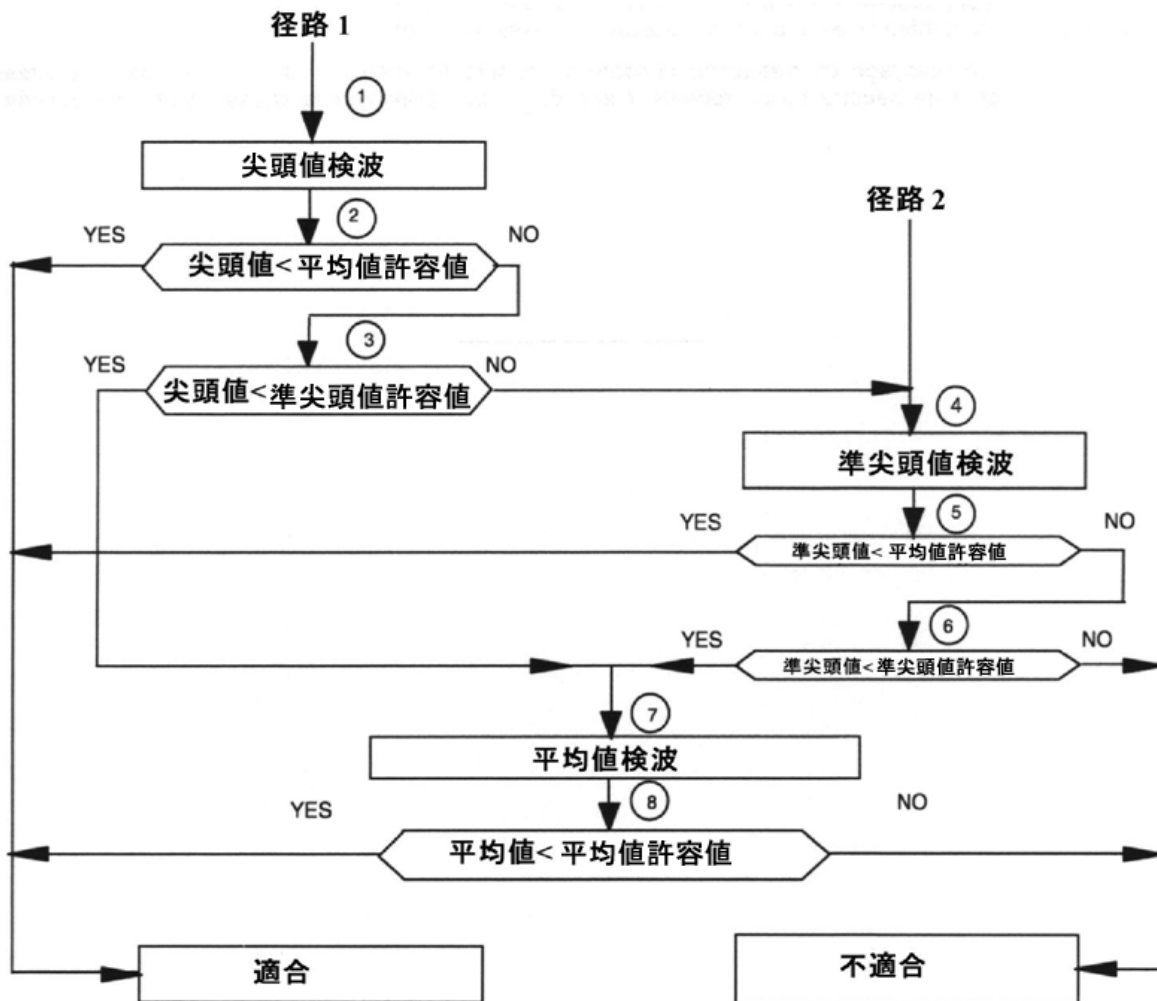 径路 1
①
尖頭値検波
径路 2
②
YES
NO
尖頭値<平均値許容値
③
YES
NO
尖頭値<準尖頭値許容値
④
準尖頭値検波
⑤
YES
NO
準尖頭値<平均値許容値
⑥
YES
NO
準尖頭値<準尖頭値許容値
⑦
平均値検波
⑧
YES
NO
平均値<平均値許容値
適合
不適合